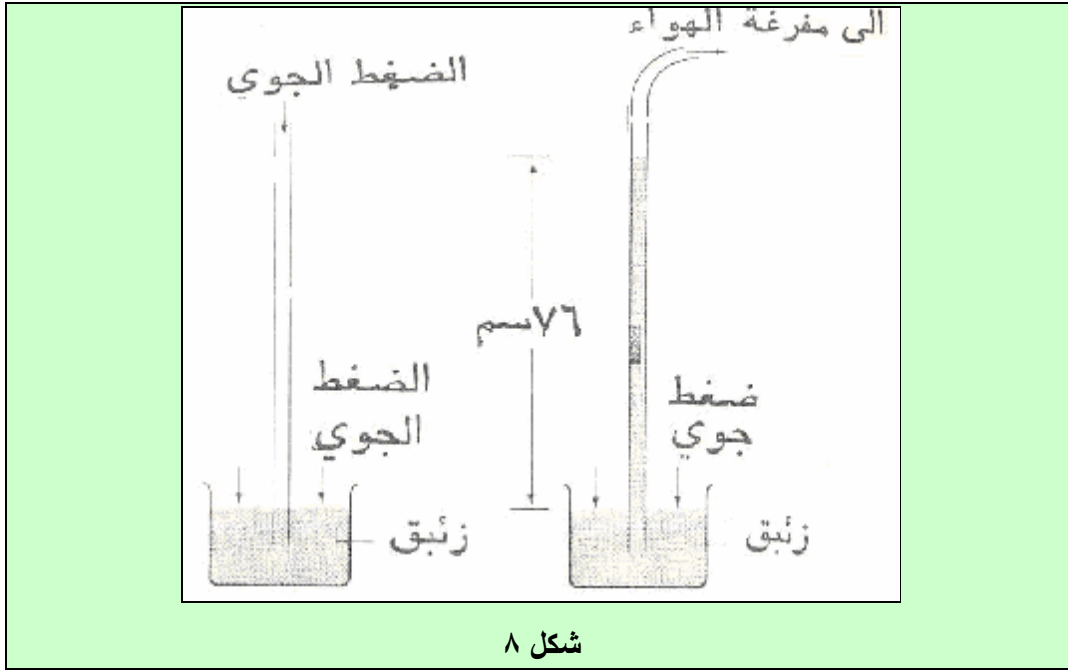 الى مفرغة الهواء
الضغط الجوي
٧٦سم
الضغط
الجوي
ضغط
جوي
زئبق
زئبق
شكل ٨